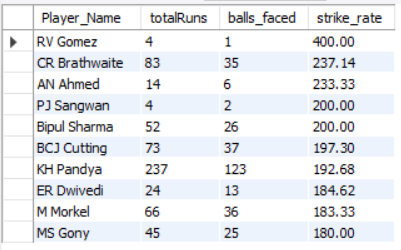 Player_Name totalRuns balls_faced strike_rate
RV Gomez 4 1 400.00
CR Brathwaite 83 35 237.14
AN Ahmed 14 6 233.33
PJ Sangwan 4 2 200.00
Bipul Sharma 52 26 200.00
BCJ Cutting 73 37 197.30
KH Pandya 237 123 192.68
ER Dwivedi 24 13 184.62
M Morkel 66 36 183.33
MS Gony 45 25 180.00